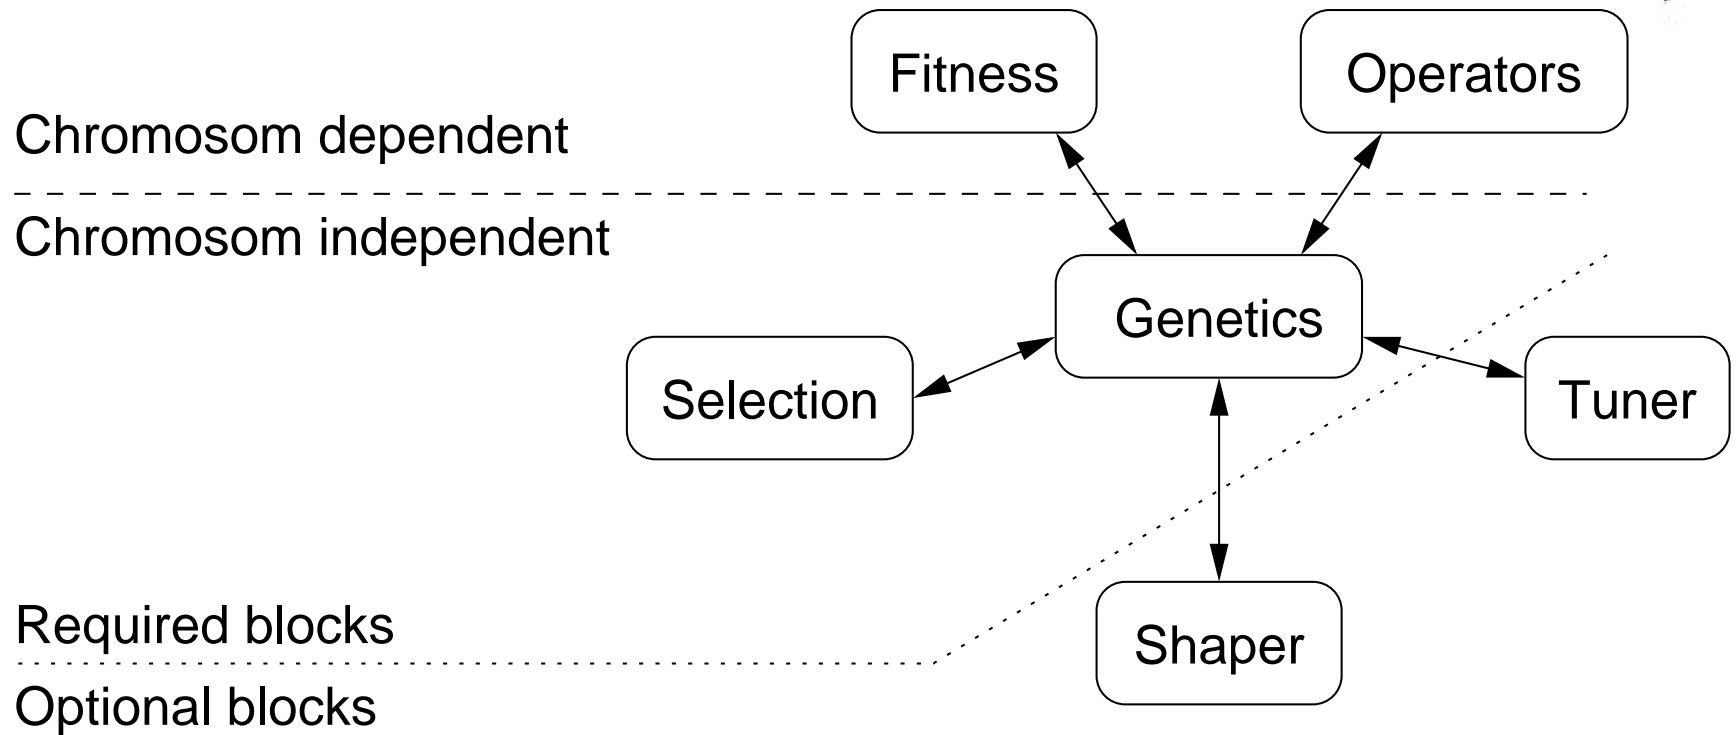 Fitness
Operators
Chromosom dependent
Chromosom independent
Genetics
Selection
Tuner
Required blocks
Shaper
Optional blocks